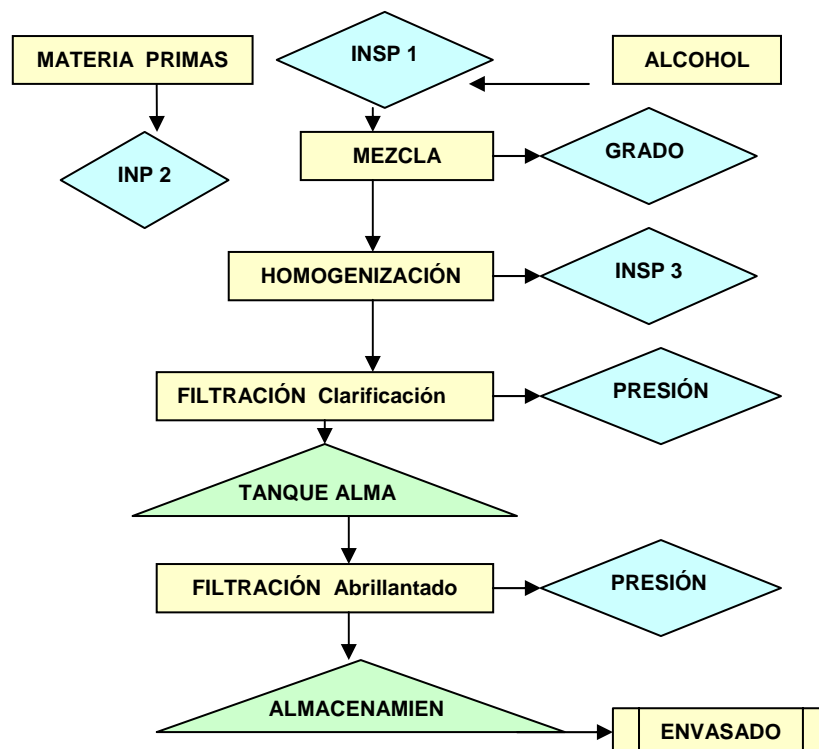 INSP 1
MATERIA PRIMAS
ALCOHOL
MEZCLA
GRADO
INP 2
HOMOGENIZACIÓN
INSP 3
FILTRACIÓN Clarificación
PRESIÓN
TANQUE ALMA
FILTRACIÓN Abrillantado
PRESIÓN
ALMACENAMIEN
ENVASADO